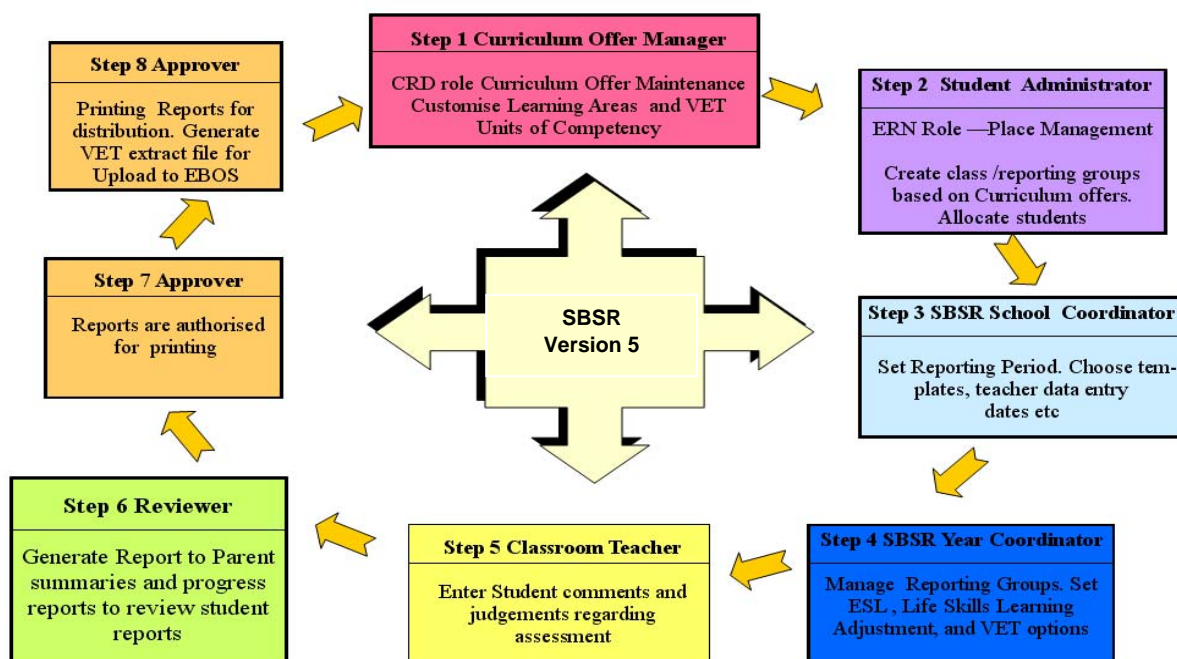 Step 1 Curriculum Offer Manager
CRD role Curriculum Offer Maintenance
Customise Learning Areas and VET
Units of Competency
Step 2 Student Administrator
ERN Role —Place Management
Create class /reporting groups
based on Curriculum offers.
Allocate students
Step 3 SBSR School Coordinator
Set Reporting Period. Choose tem-
plates, teacher data entry
dates etc
Step 4 SBSR Year Coordinator
Manage Reporting Groups. Set
ESL , Life Skills Learning
Adjustment, and VET options
Step 5 Classroom Teacher
Enter Student comments and
judgements regarding
assessment
Step 6 Reviewer
Generate Report to Parent
summaries and progress
reports to review student
reports
Step 7 Approver
Reports are authorised
for printing
Step 8 Approver
Printing Reports for
distribution. Generate
VET extract file for
Upload to EBOS
SBSR
Version 5